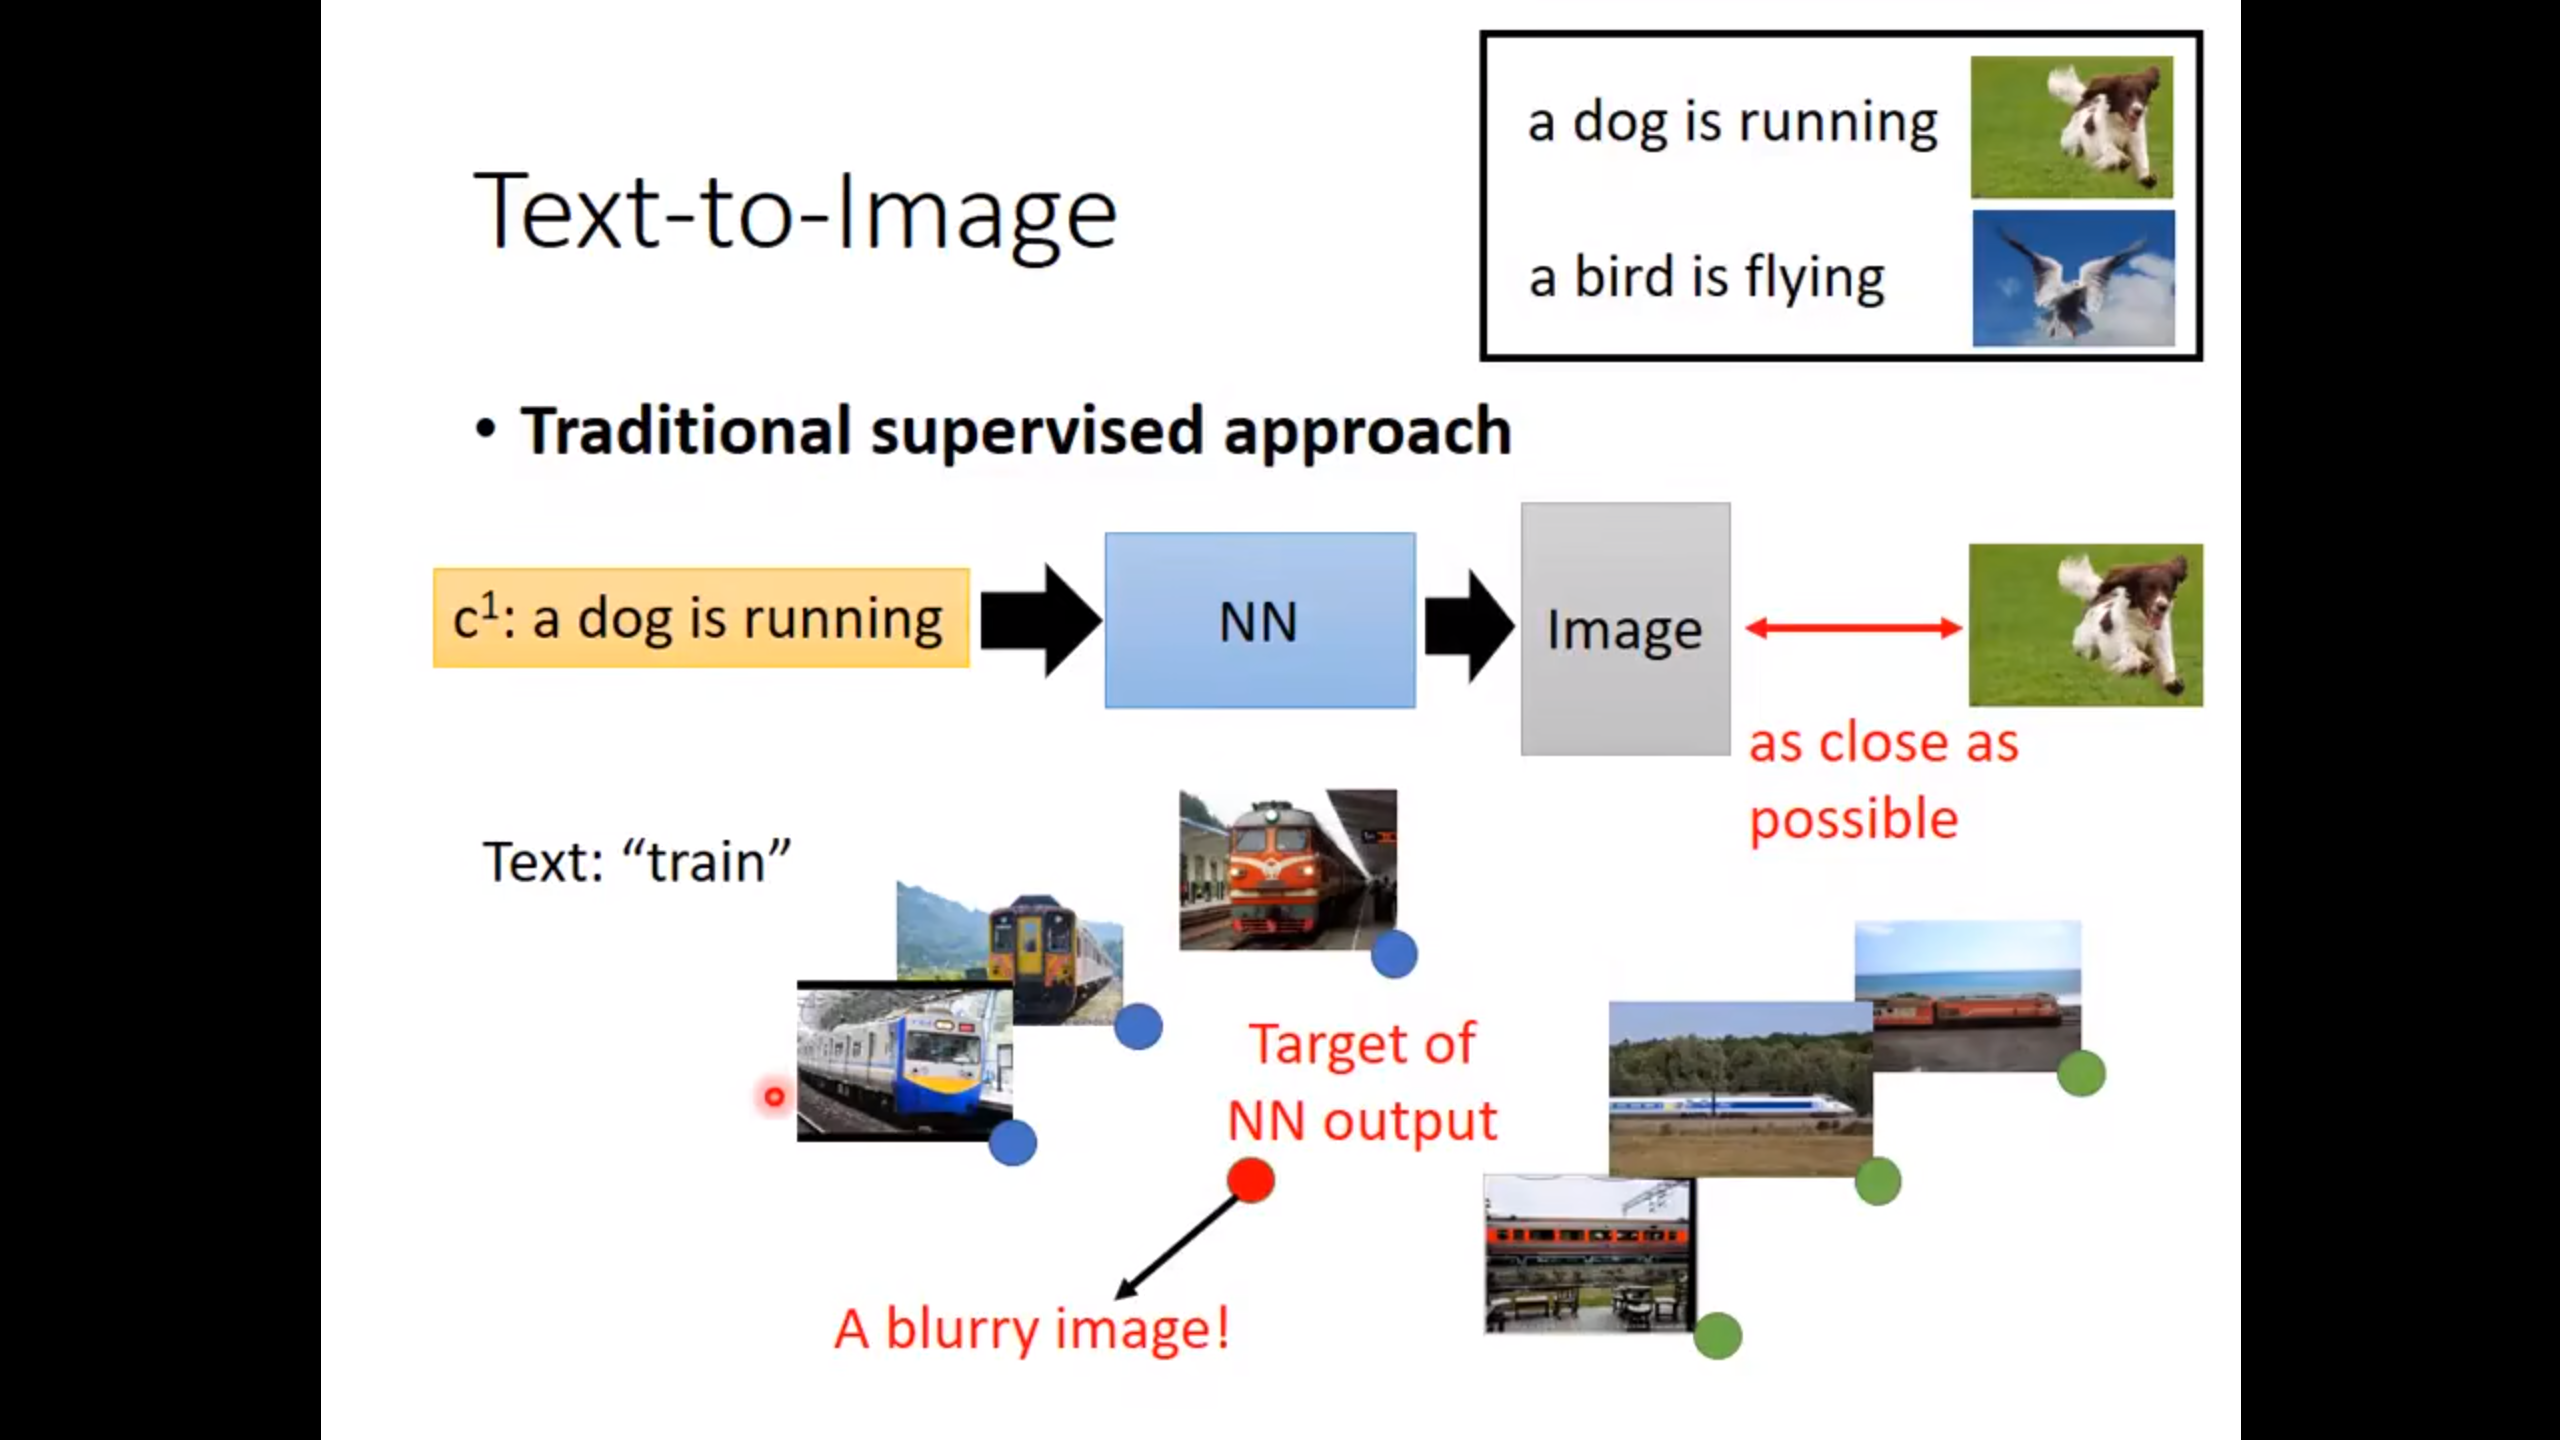 Text-to-Image
a dog is running
a bird is flying
• Traditional supervised approach
c¹: a dog is running
NN
Image
as close as
possible
Text: “train”
Target of
NN output
A blurry image!